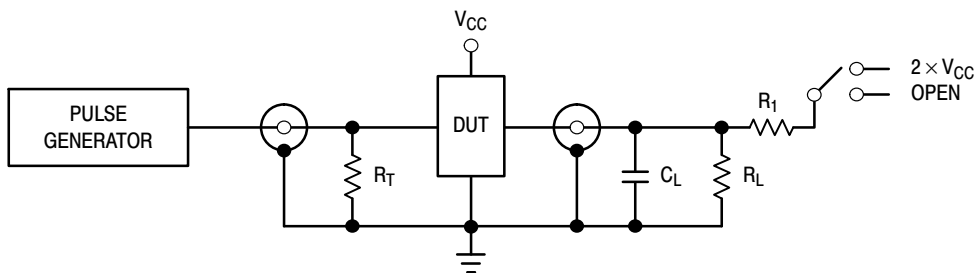 V_CC
2 × V_CC
OPEN
R_1
PULSE
GENERATOR
DUT
R_T
C_L
R_L